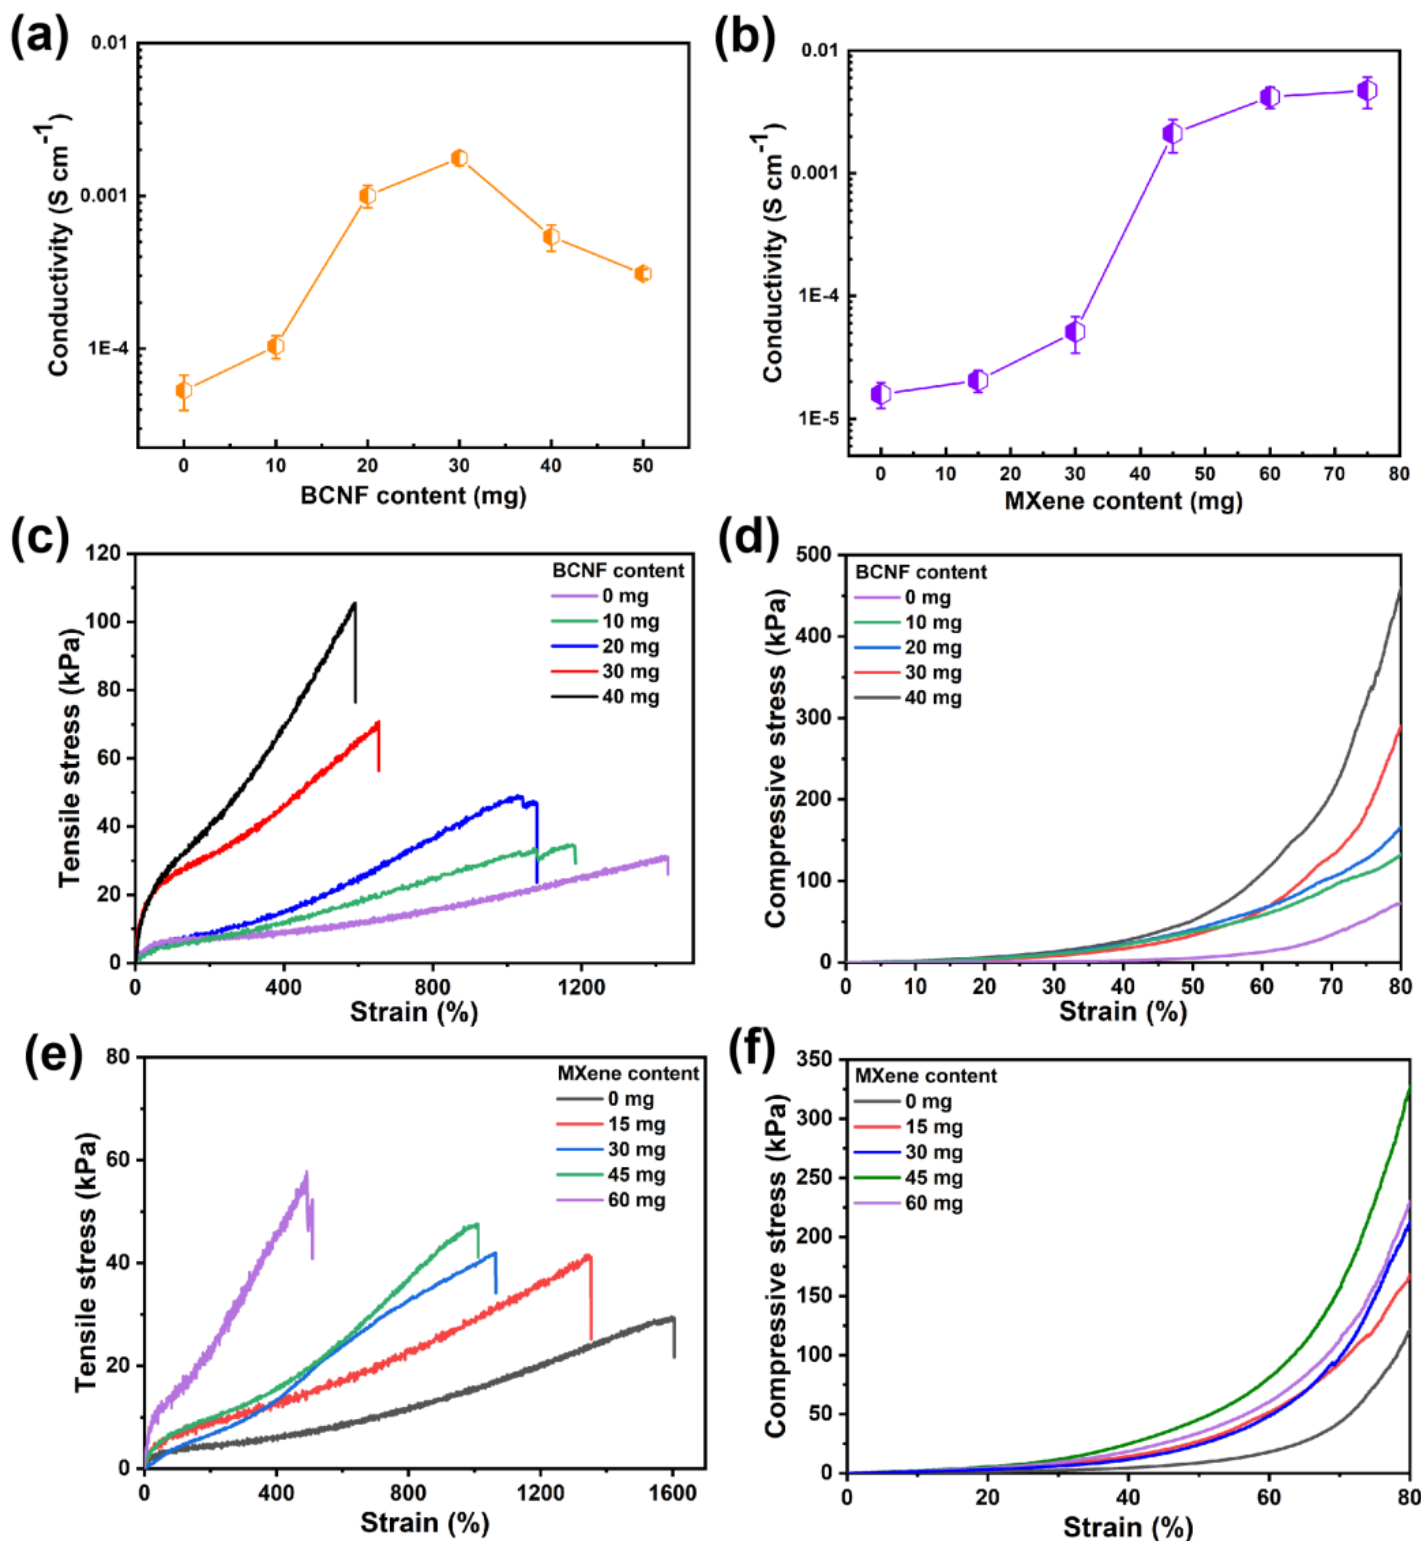 (a)
0.01
0.001
1E-4
Conductivity (S cm-1)
0 10 20 30 40 50
BCNF content (mg)
(b)
0.01
0.001
1E-4
1E-5
Conductivity (S cm-1)
0 10 20 30 40 50 60 70 80
MXene content (mg)
(c)
120
100
80
60
40
20
0
Tensile stress (kPa)
BCNF content
0 mg
10 mg
20 mg
30 mg
40 mg
0 400 800 1200
Strain (%)
(d)
500
400
300
200
100
0
Compressive stress (kPa)
BCNF content
0 mg
10 mg
20 mg
30 mg
40 mg
0 10 20 30 40 50 60 70 80
Strain (%)
(e)
80
60
40
20
0
Tensile stress (kPa)
MXene content
0 mg
15 mg
30 mg
45 mg
60 mg
0 400 800 1200 1600
Strain (%)
(f)
350
300
250
200
150
100
50
0
Compressive stress (kPa)
MXene content
0 mg
15 mg
30 mg
45 mg
60 mg
0 20 40 60 80
Strain (%)